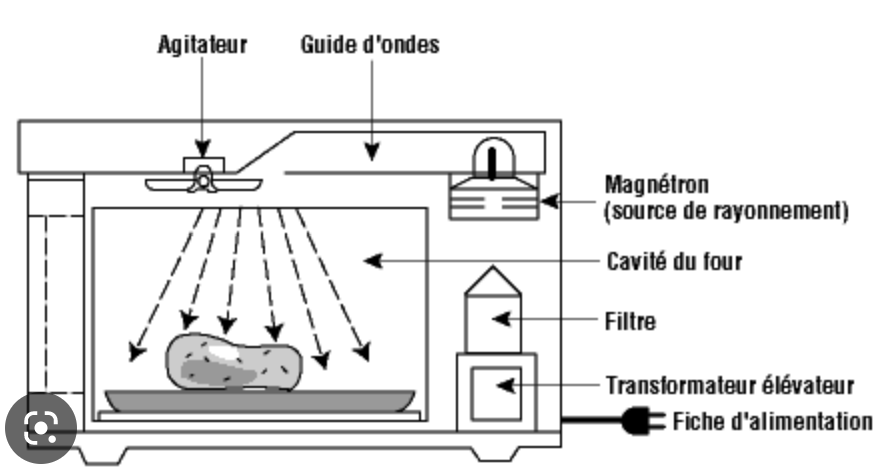 Agitateur
Guide d'ondes
Magnétron
(source de rayonnement)
Cavité du four
Filtre
Transformateur élévateur
Fiche d'alimentation